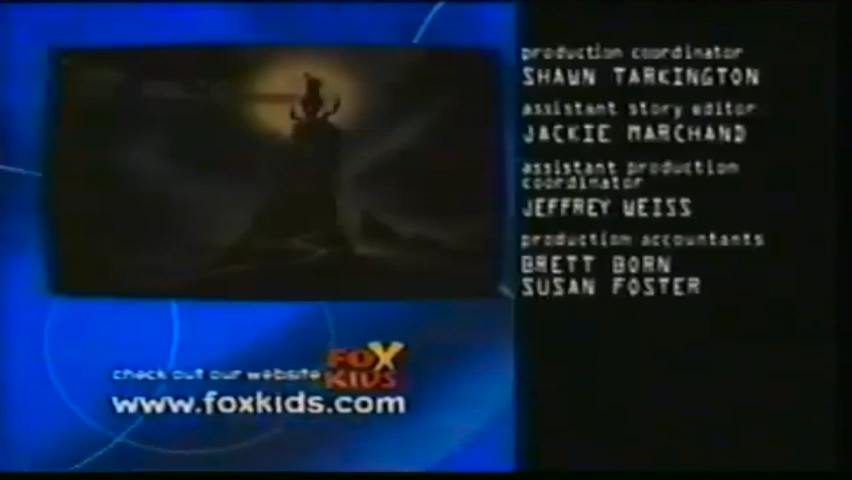 production coordinator
SHAWN TARKINGTON
assistant story editor
JACKIE MARCHAND
assistant production
coordinator
JEFFREY WEISS
production accountants
BRETT BORN
SUSAN FOSTER
FOX
KIDS
check out our website
www.foxkids.com